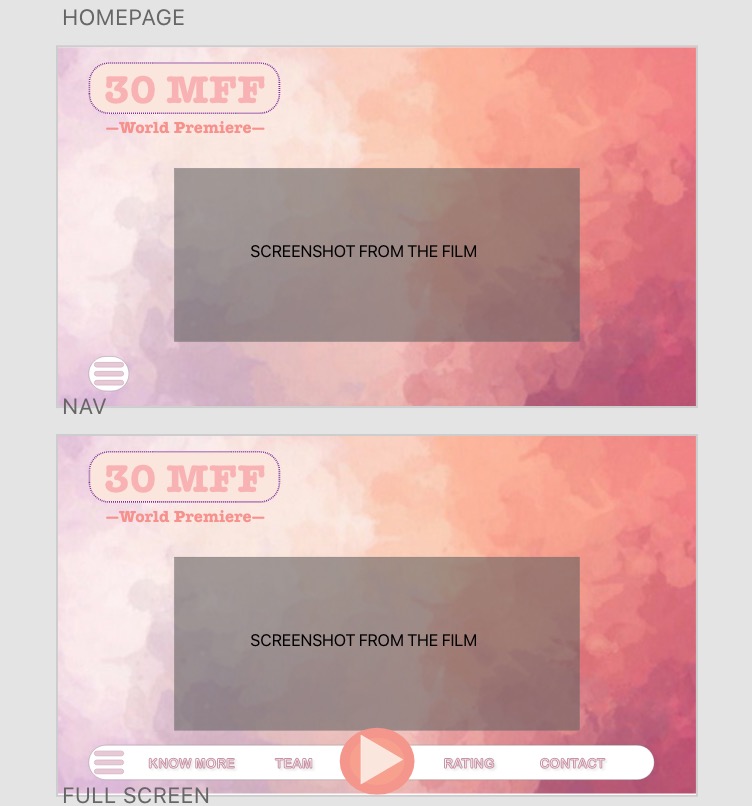 HOMEPAGE
30 MFF
—World Premiere—
SCREENSHOT FROM THE FILM
NAV
30 MFF
—World Premiere—
SCREENSHOT FROM THE FILM
KNOW MORE TEAM RATING CONTACT
FULL SCREEN